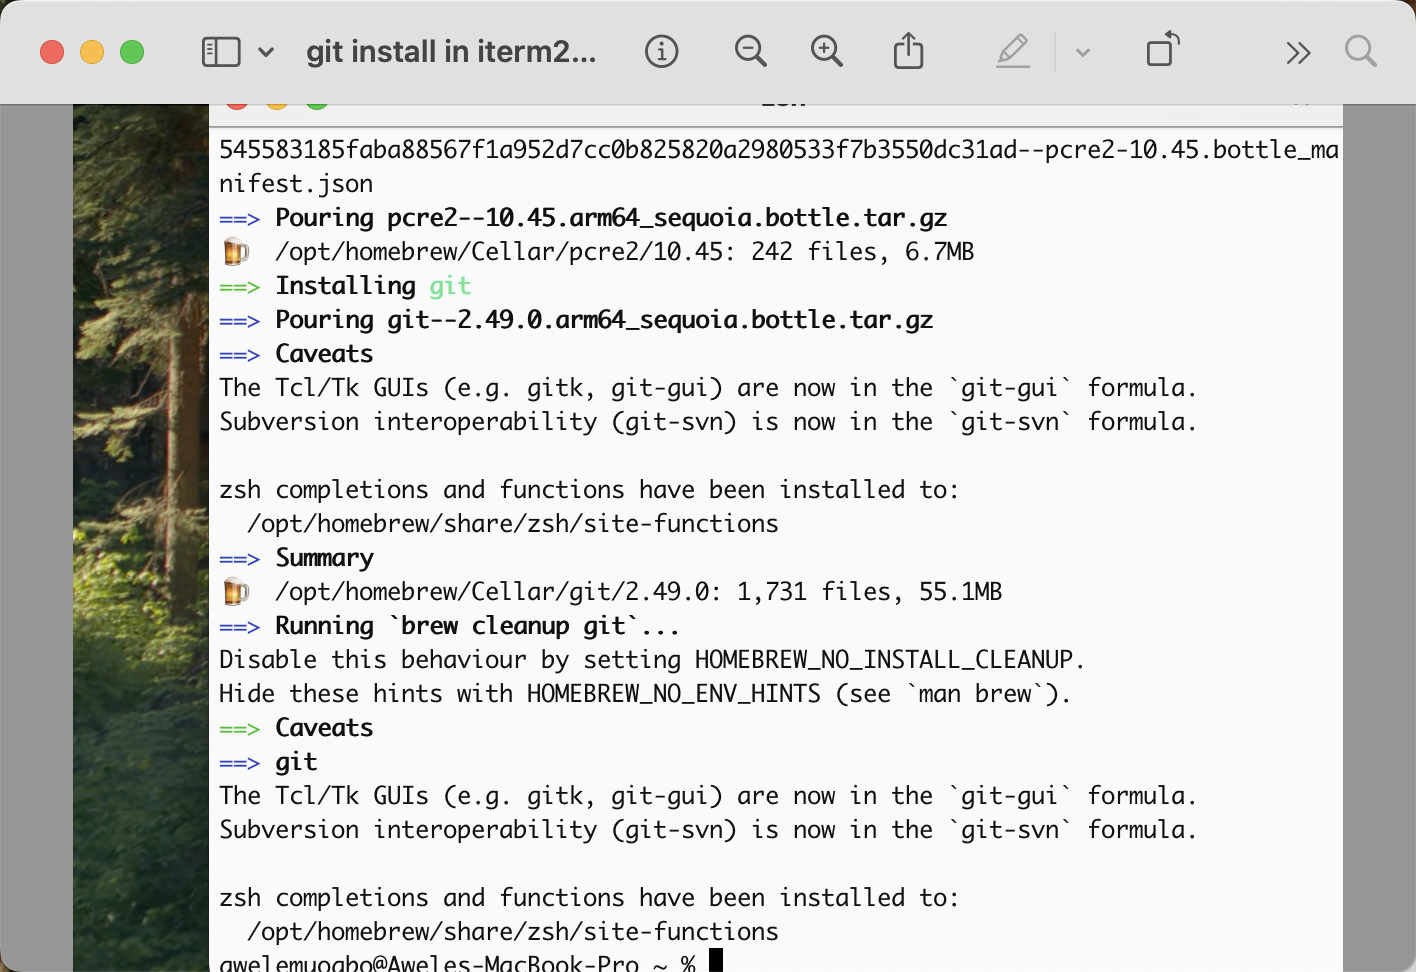 git install in iterm2...
545583185faba88567f1a952d7cc0b825820a2980533f7b3550dc31ad--pcre2-10.45.bottle_ma
nifest.json
==> Pouring pcre2--10.45.arm64_sequoia.bottle.tar.gz
🍺  /opt/homebrew/Cellar/pcre2/10.45: 242 files, 6.7MB
==> Installing git
==> Pouring git--2.49.0.arm64_sequoia.bottle.tar.gz
==> Caveats
The Tcl/Tk GUIs (e.g. gitk, git-gui) are now in the `git-gui` formula.
Subversion interoperability (git-svn) is now in the `git-svn` formula.

zsh completions and functions have been installed to:
  /opt/homebrew/share/zsh/site-functions
==> Summary
🍺  /opt/homebrew/Cellar/git/2.49.0: 1,731 files, 55.1MB
==> Running `brew cleanup git`...
Disable this behaviour by setting HOMEBREW_NO_INSTALL_CLEANUP.
Hide these hints with HOMEBREW_NO_ENV_HINTS (see `man brew`).
==> Caveats
==> git
The Tcl/Tk GUIs (e.g. gitk, git-gui) are now in the `git-gui` formula.
Subversion interoperability (git-svn) is now in the `git-svn` formula.

zsh completions and functions have been installed to:
  /opt/homebrew/share/zsh/site-functions
awelemuogbo@Aweles-MacBook-Pro ~ %